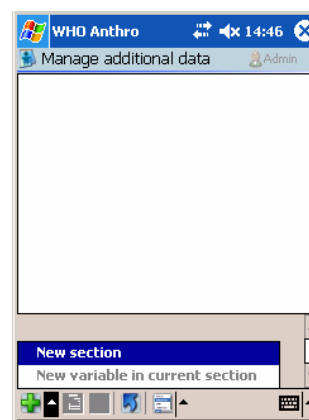 WHO Anthro 14:46
Manage additional data Admin
New section
New variable in current section